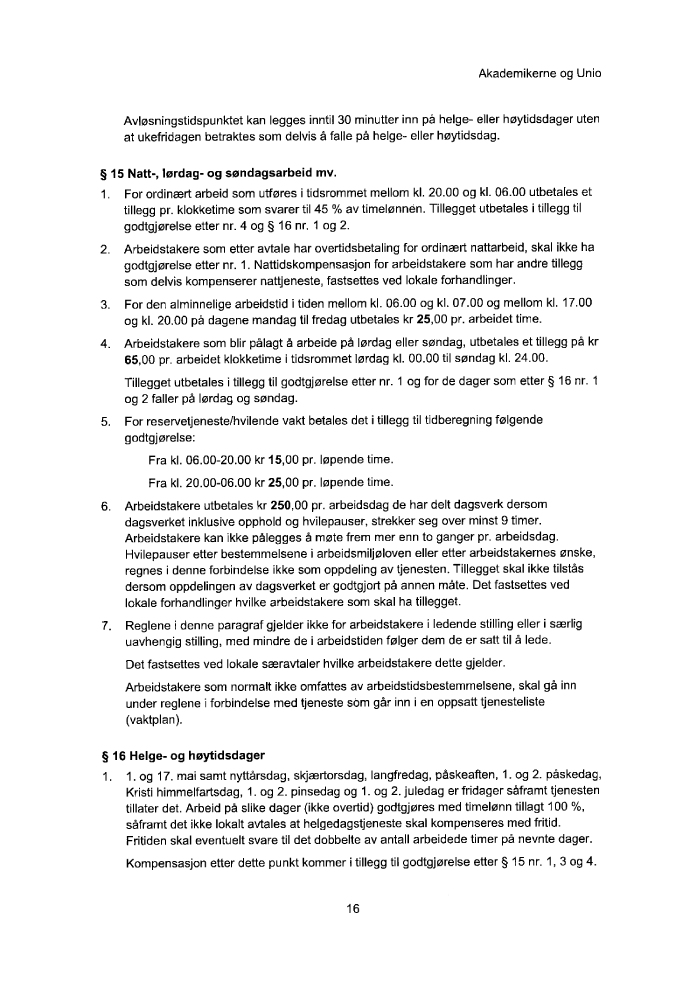 Akademikerne og Unio
Avløsningstidspunktet kan legges inntil 30 minutter inn på helge- eller høytidsdager uten
at ukefridagen betraktes som delvis å falle på helge- eller høytidsdag.
§ 15 Natt-, lørdag- og søndagsarbeid mv.
1. For ordinært arbeid som utføres i tidsrommet mellom kl. 20.00 og kl. 06.00 utbetales et
tillegg pr. klokketime som svarer til 45 % av timelønnen. Tillegget utbetales i tillegg til
godtgjørelse etter nr. 4 og § 16 nr. 1 og 2.
2. Arbeidstakere som etter avtale har overtidsbetaling for ordinært nattarbeid, skal ikke ha
godtgjørelse etter nr. 1. Nattidskompensasjon for arbeidstakere som har andre tillegg
som delvis kompenserer nattjeneste, fastsettes ved lokale forhandlinger.
3. For den alminnelige arbeidstid i tiden mellom kl. 06.00 og kl. 07.00 og mellom kl. 17.00
og kl. 20.00 på dagene mandag til fredag utbetales kr 25,00 pr. arbeidet time.
4. Arbeidstakere som blir pålagt å arbeide på lørdag eller søndag, utbetales et tillegg på kr
65,00 pr. arbeidet klokketime i tidsrommet lørdag kl. 00.00 til søndag kl. 24.00.
Tillegget utbetales i tillegg til godtgjørelse etter nr. 1 og for de dager som etter § 16 nr. 1
og 2 faller på lørdag og søndag.
5. For reservetjeneste/hvilende vakt betales det i tillegg til tidberegning følgende
godtgjørelse:
Fra kl. 06.00-20.00 kr 15,00 pr. løpende time.
Fra kl. 20.00-06.00 kr 25,00 pr. løpende time.
6. Arbeidstakere utbetales kr 250,00 pr. arbeidsdag de har delt dagsverk dersom
dagsverket inklusive opphold og hvilepauser, strekker seg over minst 9 timer.
Arbeidstakere kan ikke pålegges å møte frem mer enn to ganger pr. arbeidsdag.
Hvilepauser etter bestemmelsene i arbeidsmiljøloven eller etter arbeidstakernes ønske,
regnes i denne forbindelse ikke som oppdeling av tjenesten. Tillegget skal ikke tilstås
dersom oppdelingen av dagsverket er godtgjort på annen måte. Det fastsettes ved
lokale forhandlinger hvilke arbeidstakere som skal ha tillegget.
7. Reglene i denne paragraf gjelder ikke for arbeidstakere i ledende stilling eller i særlig
uavhengig stilling, med mindre de i arbeidstiden følger dem de er satt til å lede.
Det fastsettes ved lokale særavtaler hvilke arbeidstakere dette gjelder.
Arbeidstakere som normalt ikke omfattes av arbeidstidsbestemmelsene, skal gå inn
under reglene i forbindelse med tjeneste som går inn i en oppsatt tjenesteliste
(vaktplan).
§ 16 Helge- og høytidsdager
1. 1. og 17. mai samt nyttårsdag, skjærtorsdag, langfredag, påskeaften, 1. og 2. påskedag,
Kristi himmelfartsdag, 1. og 2. pinsedag og 1. og 2. juledag er fridager såframt tjenesten
tillater det. Arbeid på slike dager (ikke overtid) godtgjøres med timelønn tillagt 100 %,
såframt det ikke lokalt avtales at helgedagstjeneste skal kompenseres med fritid.
Fritiden skal eventuelt svare til det dobbelte av antall arbeidede timer på nevnte dager.
Kompensasjon etter dette punkt kommer i tillegg til godtgjørelse etter § 15 nr. 1, 3 og 4.
16